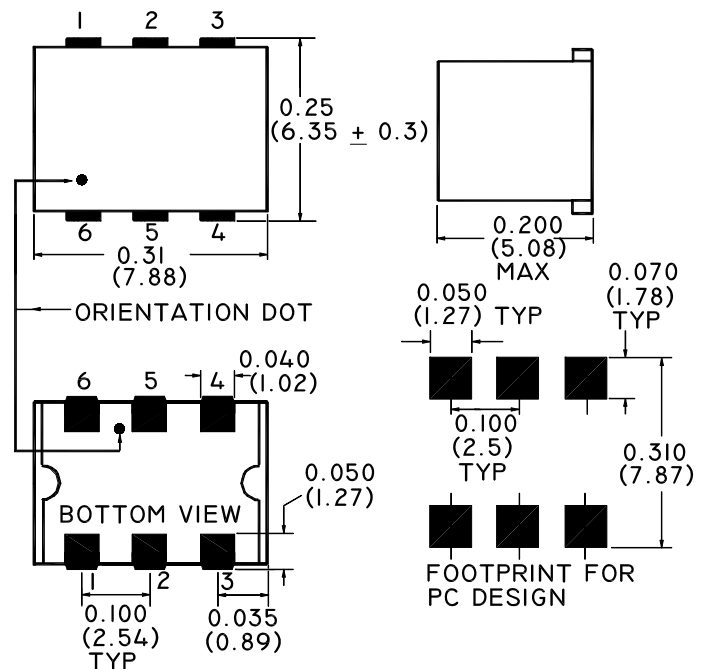 1 2 3
0.25
(6.35 ± 0.3)
6 5 4
0.31
(7.88)
0.200
(5.08)
MAX
ORIENTATION DOT
0.050
(1.27) TYP
0.070
(1.78)
TYP
6 5 4
0.040
(1.02)
0.100
(2.5)
TYP
0.310
(7.87)
0.050
(1.27)
BOTTOM VIEW
1 2 3
0.100
(2.54)
TYP
0.035
(0.89)
FOOTPRINT FOR
PC DESIGN